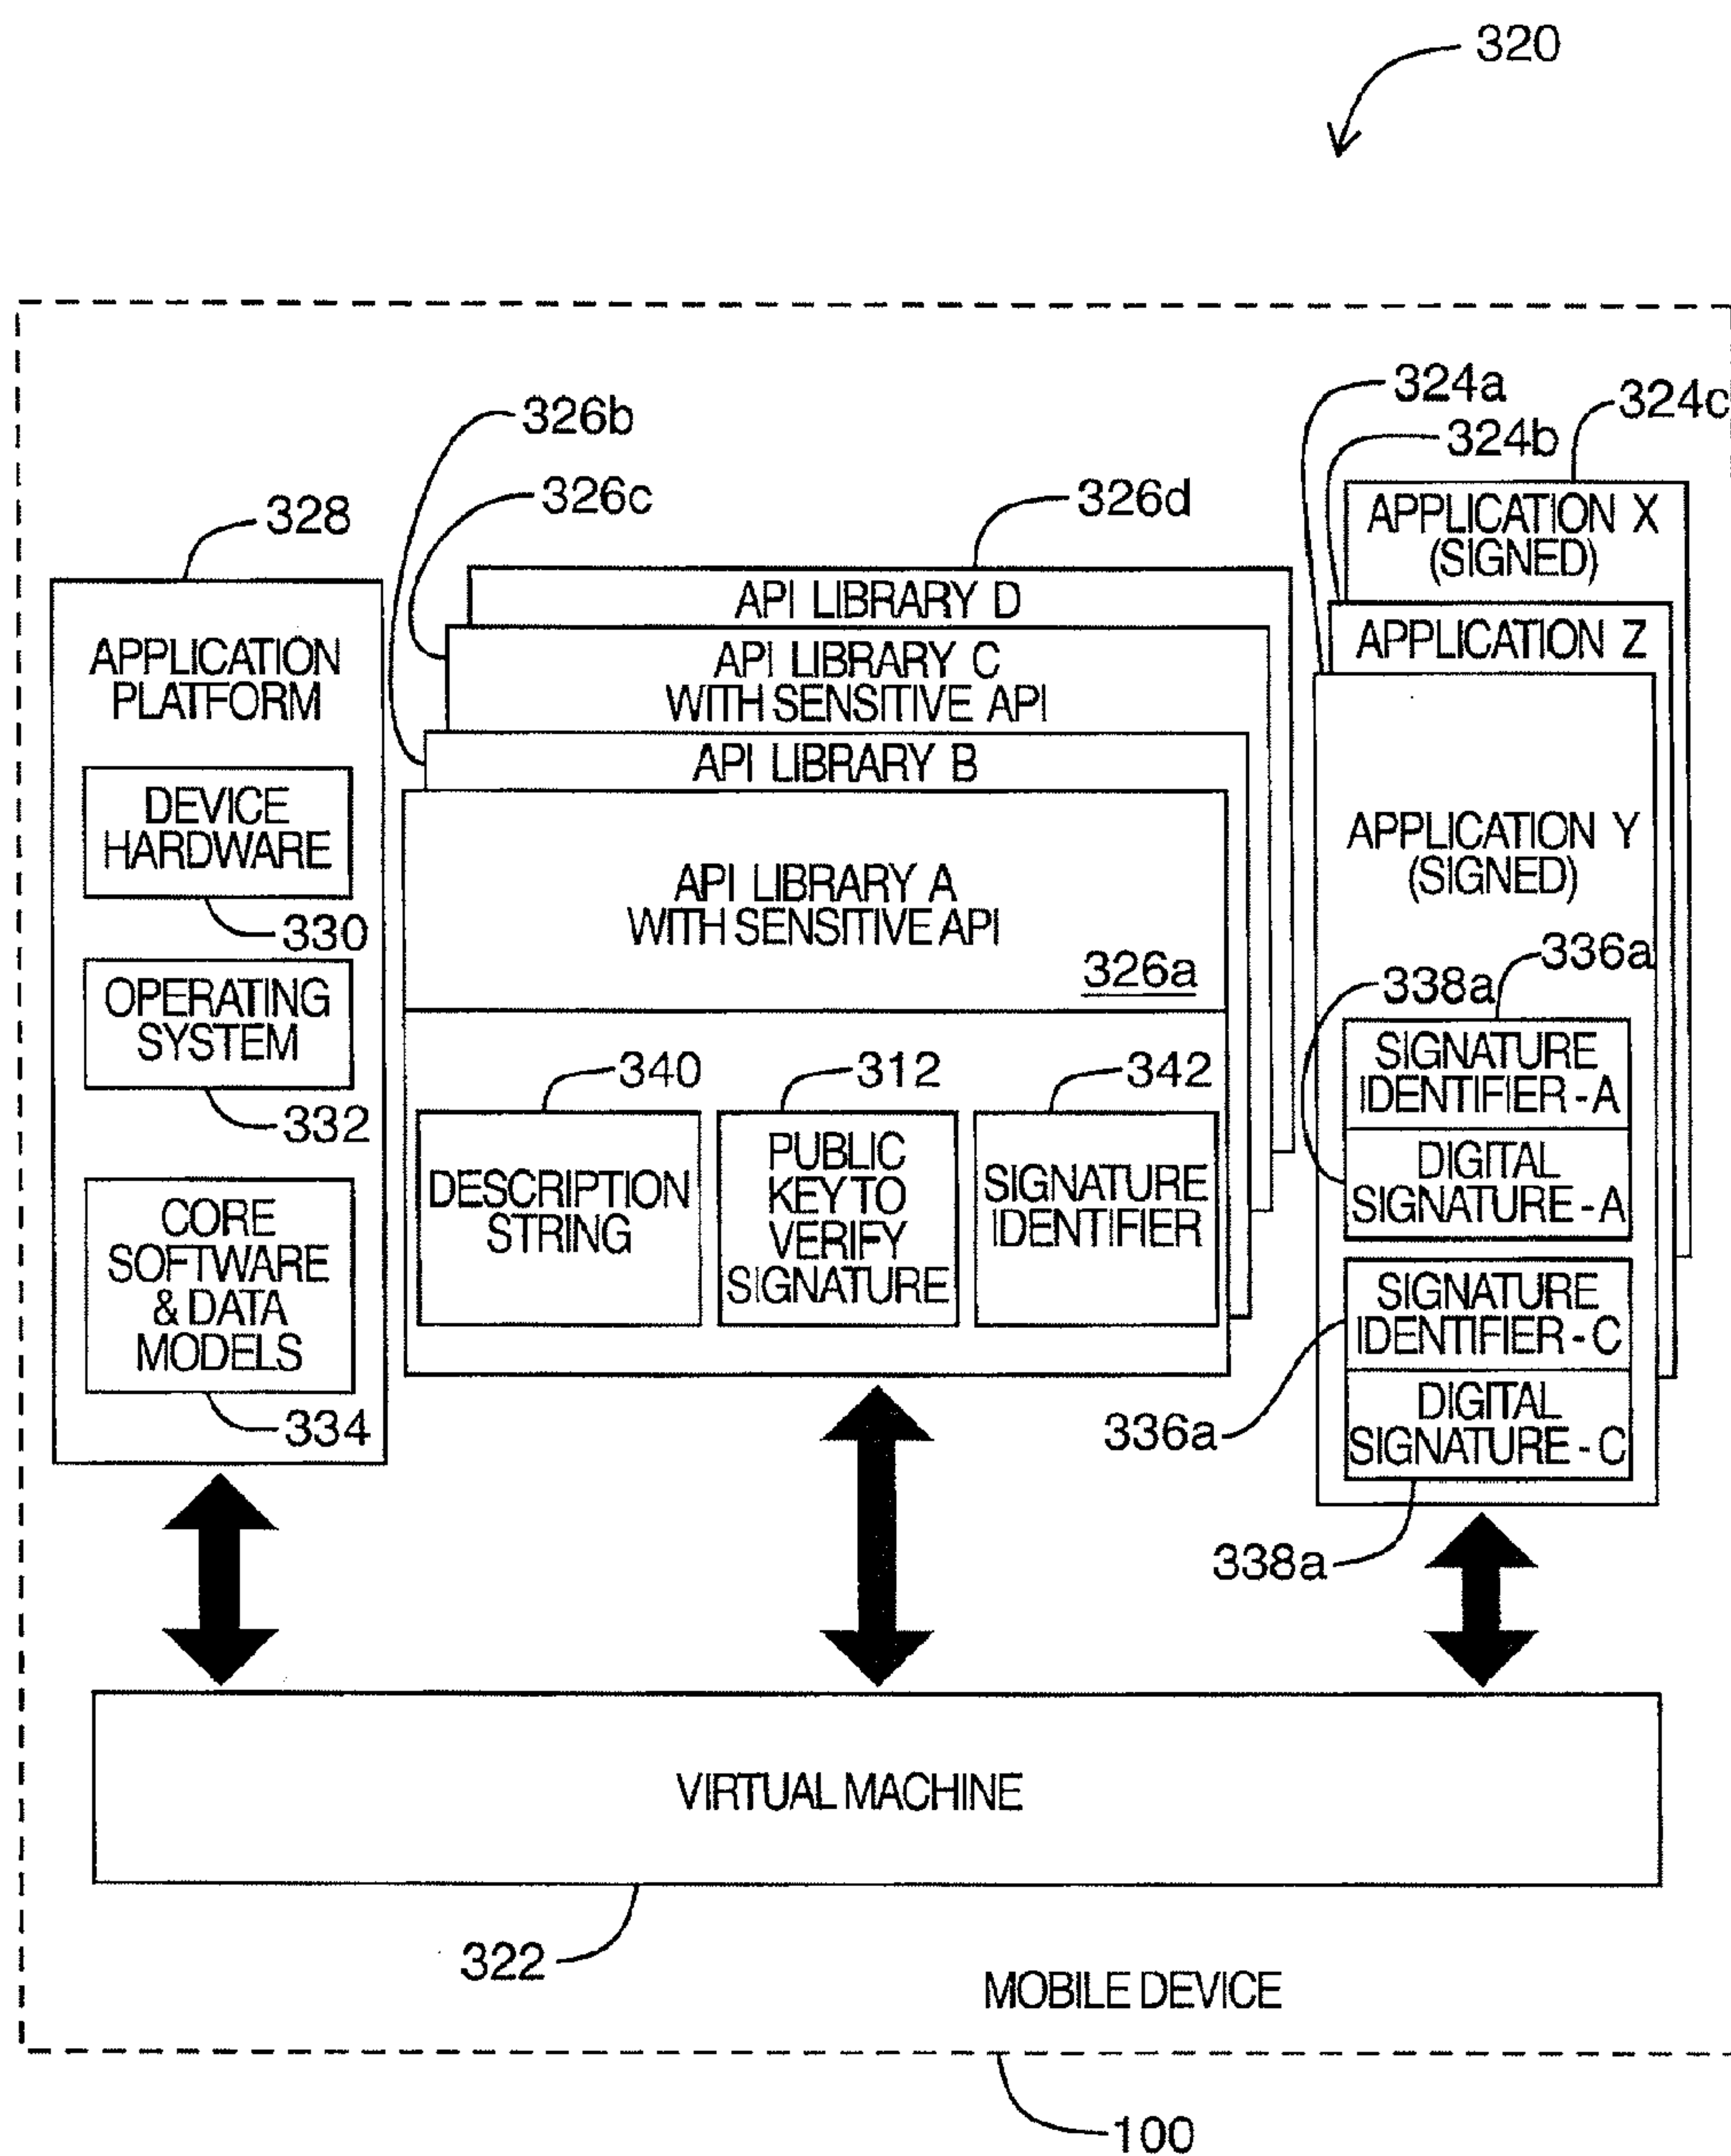 320
324a
324c
324b
326b
326c
326d
328
APPLICATION X
(SIGNED)
API LIBRARY D
APPLICATION Z
API LIBRARY C
WITH SENSITIVE API
APPLICATION
PLATFORM
API LIBRARY B
DEVICE
HARDWARE
330
API LIBRARY A
WITH SENSITIVE API
326a
APPLICATION Y
(SIGNED)
336a
338a
OPERATING
SYSTEM
332
340
312
342
SIGNATURE
IDENTIFIER - A
DIGITAL
SIGNATURE - A
DESCRIPTION
STRING
PUBLIC
KEY TO
VERIFY
SIGNATURE
SIGNATURE
IDENTIFIER
CORE
SOFTWARE
& DATA
MODELS
334
SIGNATURE
IDENTIFIER - C
DIGITAL
SIGNATURE - C
336a
338a
VIRTUAL MACHINE
322
MOBILE DEVICE
100